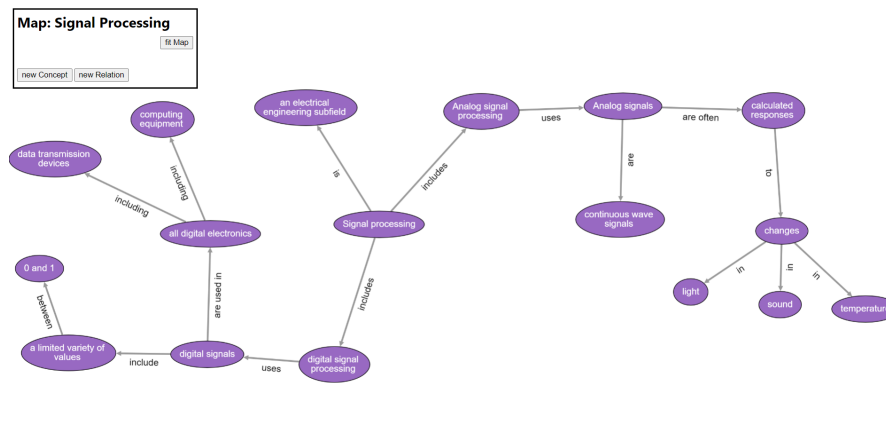 Map: Signal Processing
fit Map
new Concept
new Relation
an electrical
engineering subfield
Analog signal
processing
uses
Analog signals
are often
calculated
responses
computing
equipment
data transmission
devices
including
including
is
includes
are
to
all digital electronics
Signal processing
continuous wave
signals
changes
in
in
in
light
sound
temperature
0 and 1
between
are used in
includes
a limited variety of
values
include
digital signals
uses
digital signal
processing